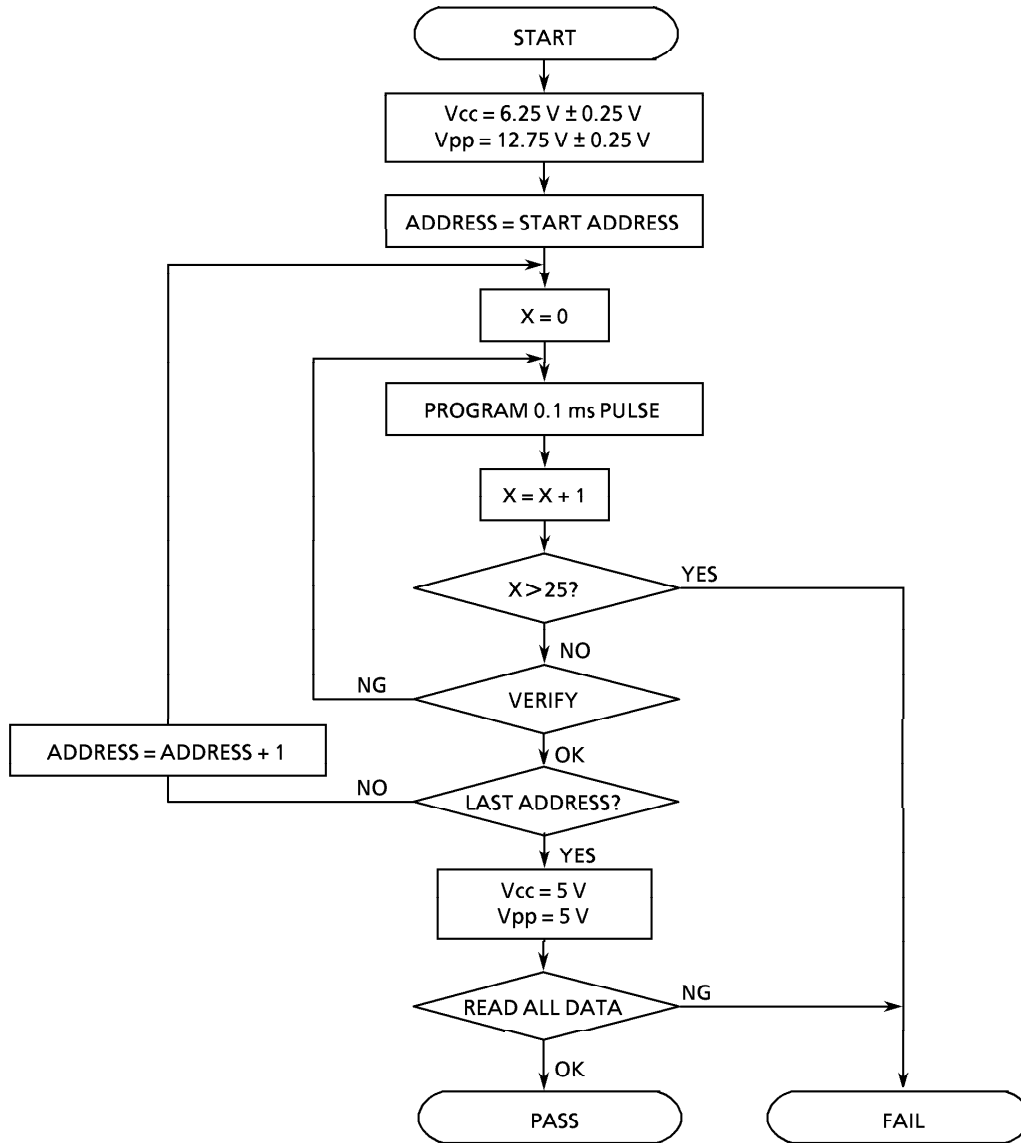 START
Vcc = 6.25 V ± 0.25 V
Vpp = 12.75 V ± 0.25 V
ADDRESS = START ADDRESS
X = 0
PROGRAM 0.1 ms PULSE
X = X + 1
X > 25?
YES
NO
VERIFY
NG
OK
ADDRESS = ADDRESS + 1
LAST ADDRESS?
NO
YES
Vcc = 5 V
Vpp = 5 V
READ ALL DATA
NG
OK
PASS
FAIL